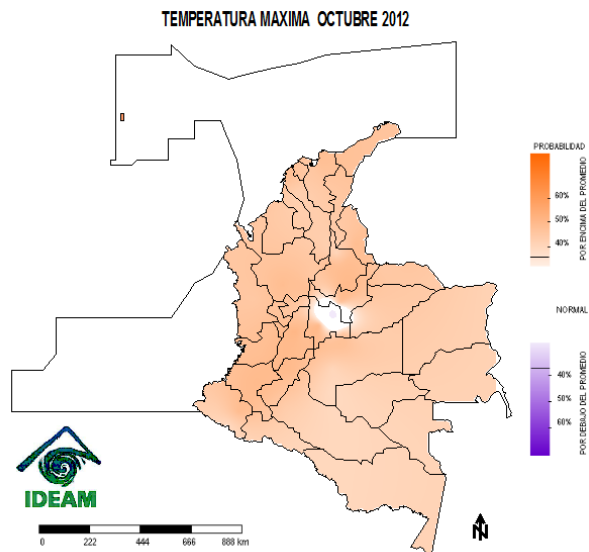 TEMPERATURA MAXIMA OCTUBRE 2012
PROBABILIDAD
60%
50%
40%
POR ENCIMA DEL PROMEDIO
NORMAL
40%
50%
60%
POR DEBAJO DEL PROMEDIO
IDEAM
0 222 444 666 888 km
N